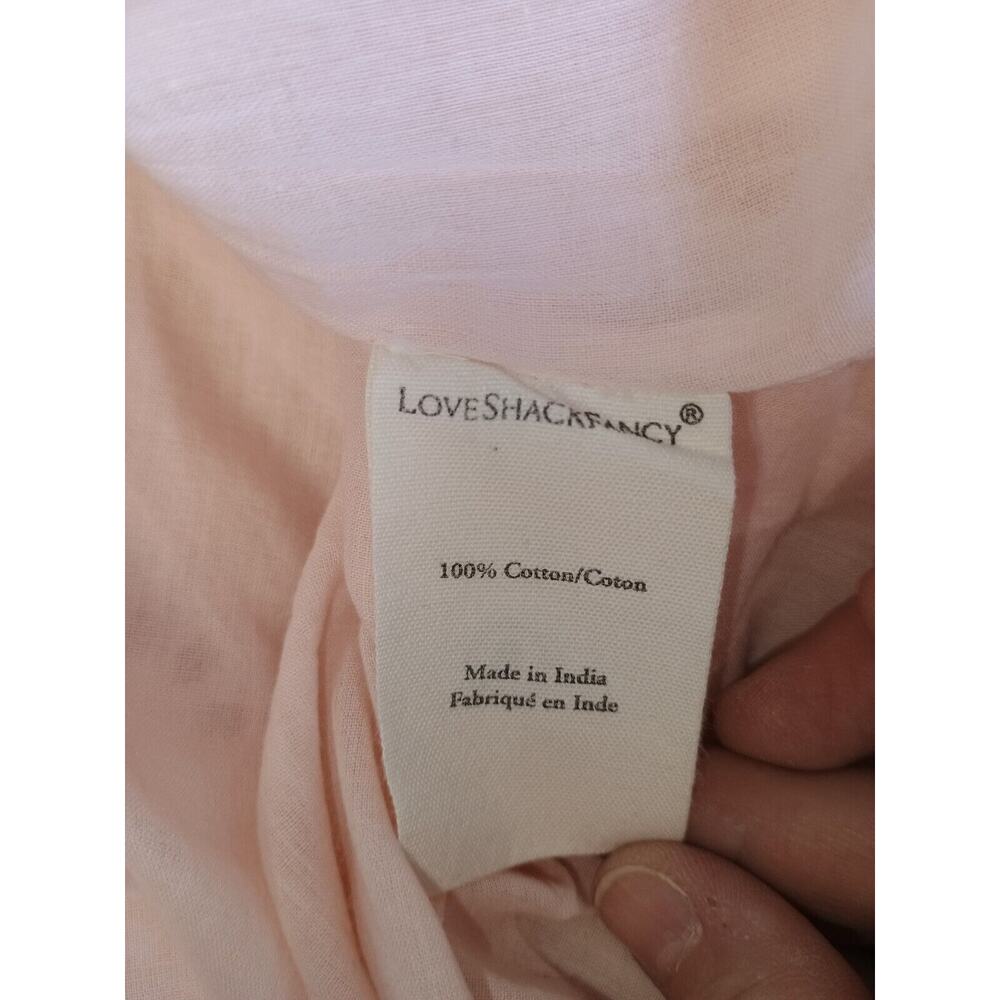 LOVESHACKFANCY®
100% Cotton/Coton
Made in India
Fabriqué en Inde